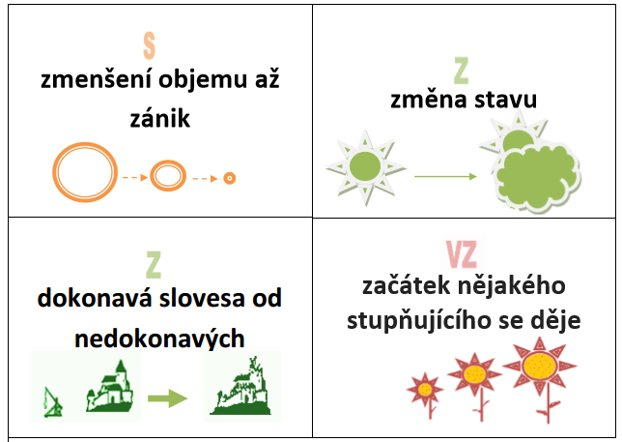 S
zmenšení objemu až
zánik
Z
změna stavu
Z
dokonavá slovesa od
nedokonavých
VZ
začátek nějakého
stupňujícího se děje